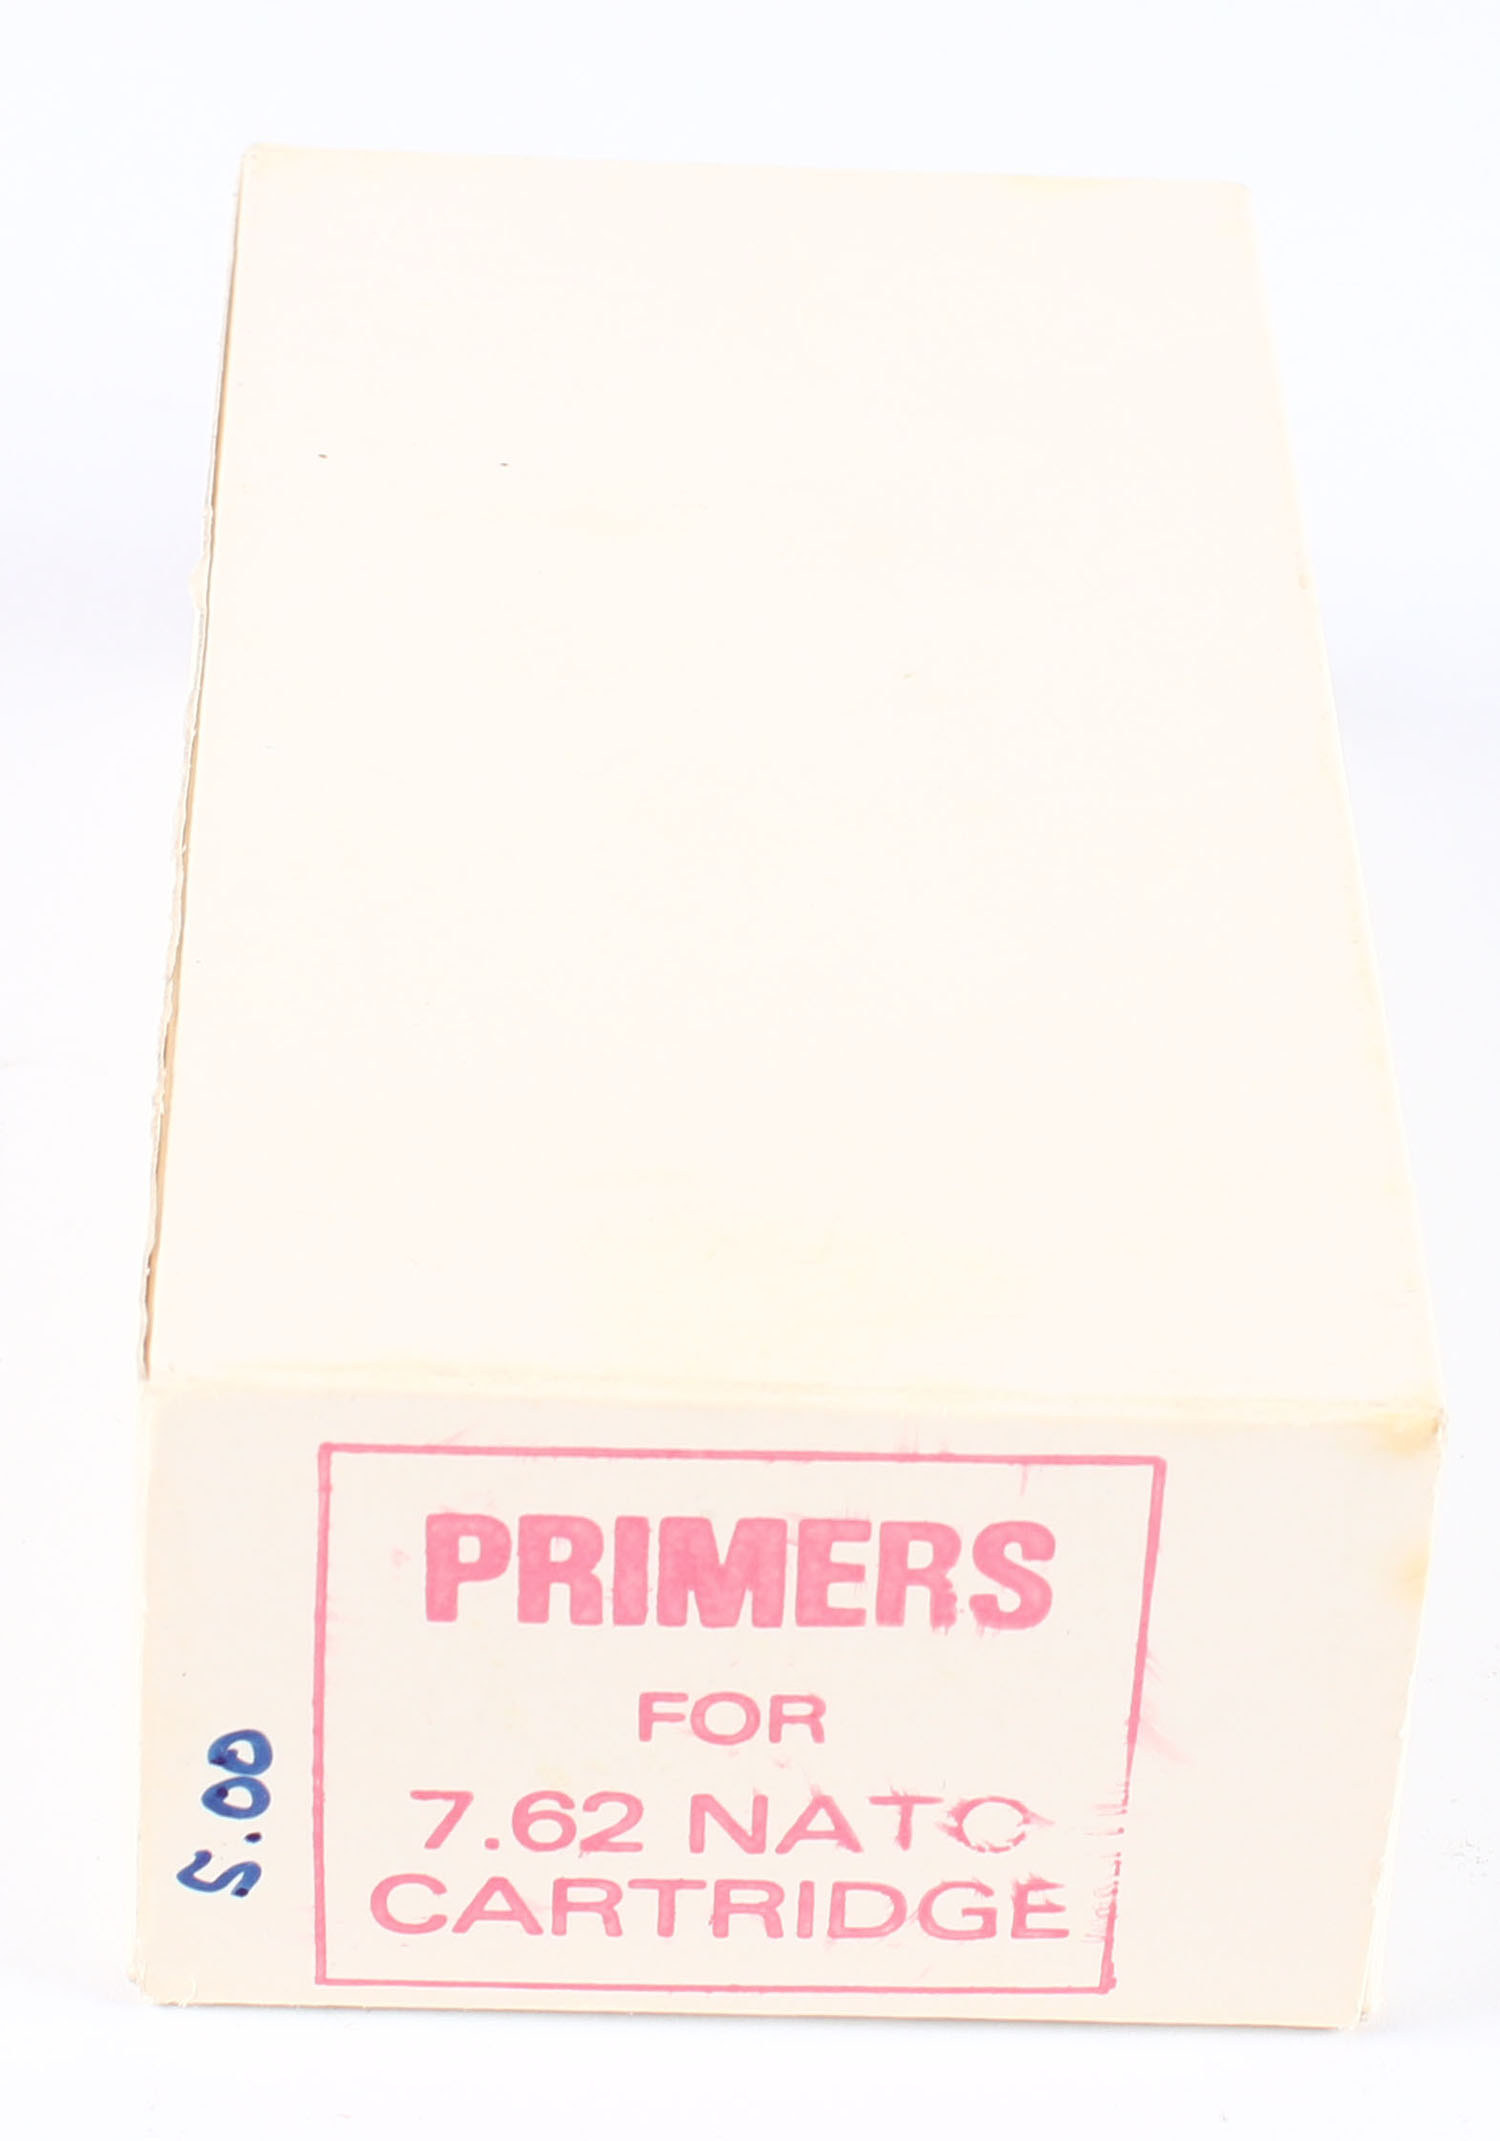 PRIMERS
FOR
7.62 NATO
CARTRIDGE
5.00